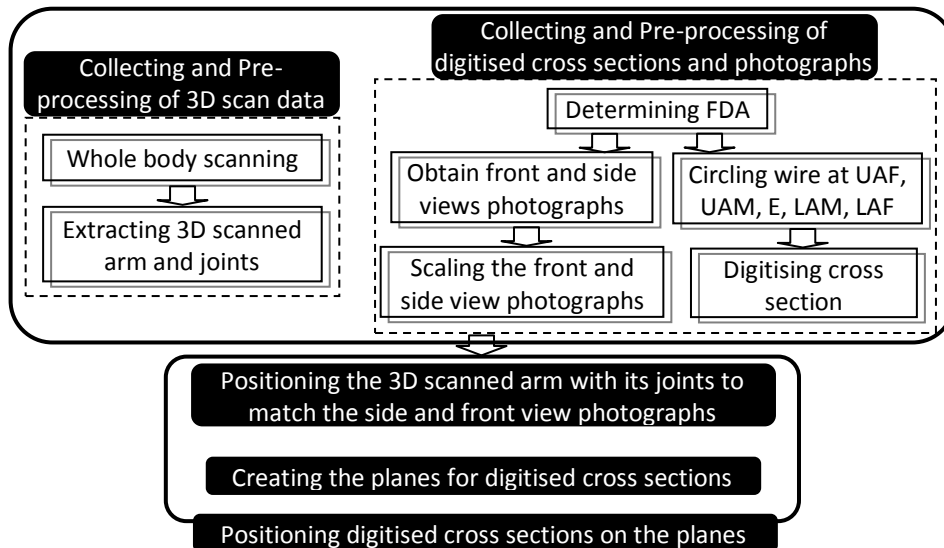 Collecting and Pre-
processing of 3D scan data
Whole body scanning
Extracting 3D scanned
arm and joints
Collecting and Pre-processing of
digitised cross sections and photographs
Determining FDA
Obtain front and side
views photographs
Circling wire at UAF,
UAM, E, LAM, LAF
Scaling the front and
side view photographs
Digitising cross
section
Positioning the 3D scanned arm with its joints to
match the side and front view photographs
Creating the planes for digitised cross sections
Positioning digitised cross sections on the planes